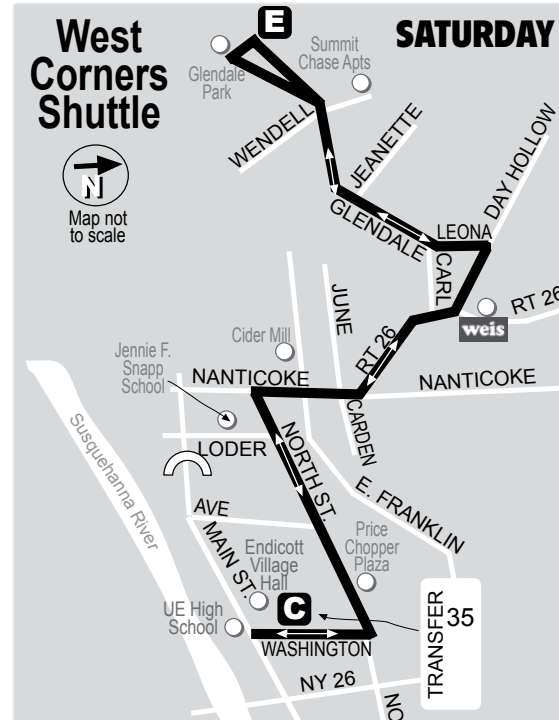 West
Corners
Shuttle
SATURDAY
E
Glendale
Park
Summit
Chase Apts
N
Map not
to scale
WENDELL
JEANETTE
GLENDALE
DAY HOLLOW
LEONA
CARL
RT 26
weis
JUNE
RT 26
Cider Mill
Jennie F.
Snapp
School
NANTICOKE
NANTICOKE
CARDEN
LODER
NORTH ST.
E. FRANKLIN
Susquehanna River
AVE
MAIN ST.
Endicott
Village
Hall
Price
Chopper
Plaza
UE High
School
C
TRANSFER
35
WASHINGTON
NY 26
NO